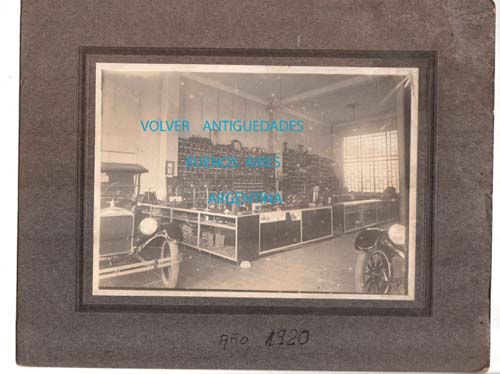 VOLVER ANTIGUEDADES
BUENOS AIRES
ARGENTINA
Año 1920